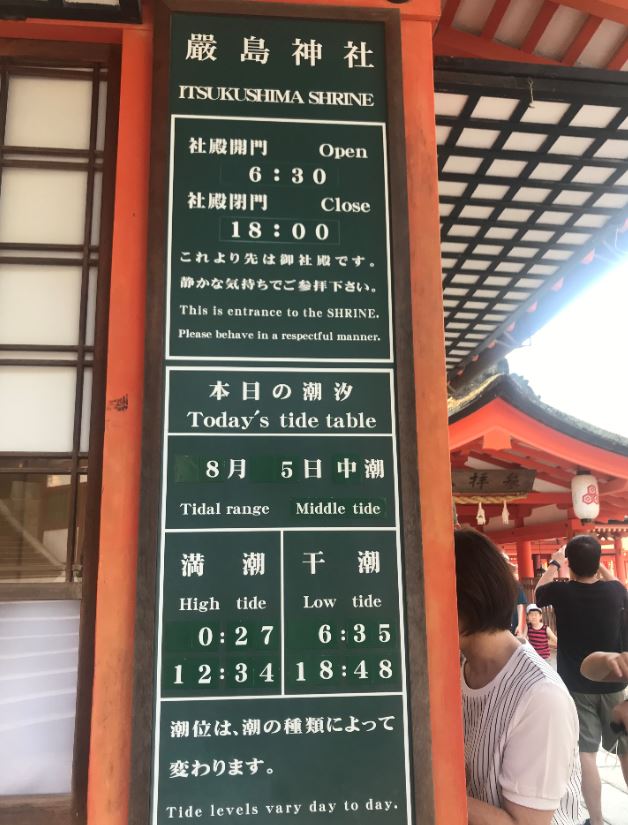 嚴島神社
ITSUKUSHIMA SHRINE
社殿開門 Open
6:30
社殿閉門 Close
18:00
これより先は御社殿です。
静かな気持ちでご参拝下さい。
This is entrance to the SHRINE.
Please behave in a respectful manner.
本日の潮汐
Today's tide table
8月 5日 中潮
Tidal range Middle tide
満潮 干潮
High tide Low tide
0:27 6:35
12:34 18:48
潮位は、潮の種類によって
変わります。
Tide levels vary day to day.